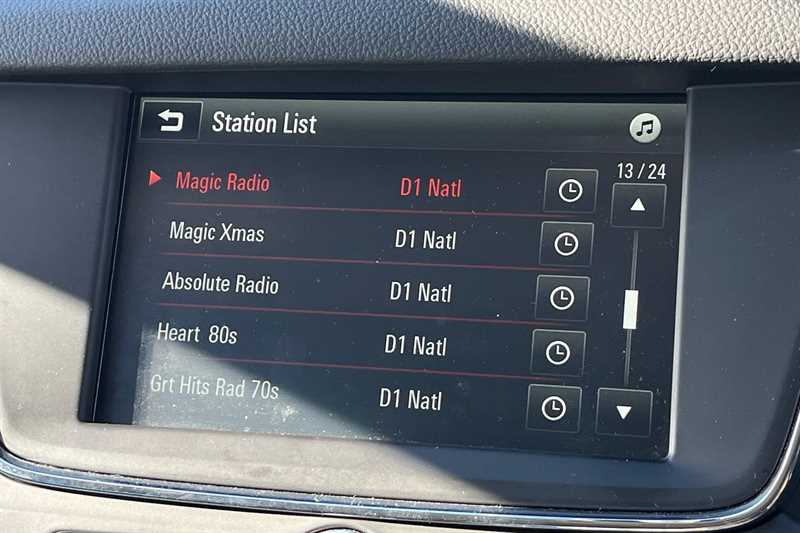 Station List
13 / 24
Magic Radio D1 Natl
Magic Xmas D1 Natl
Absolute Radio D1 Natl
Heart 80s D1 Natl
Grt Hits Rad 70s D1 Natl